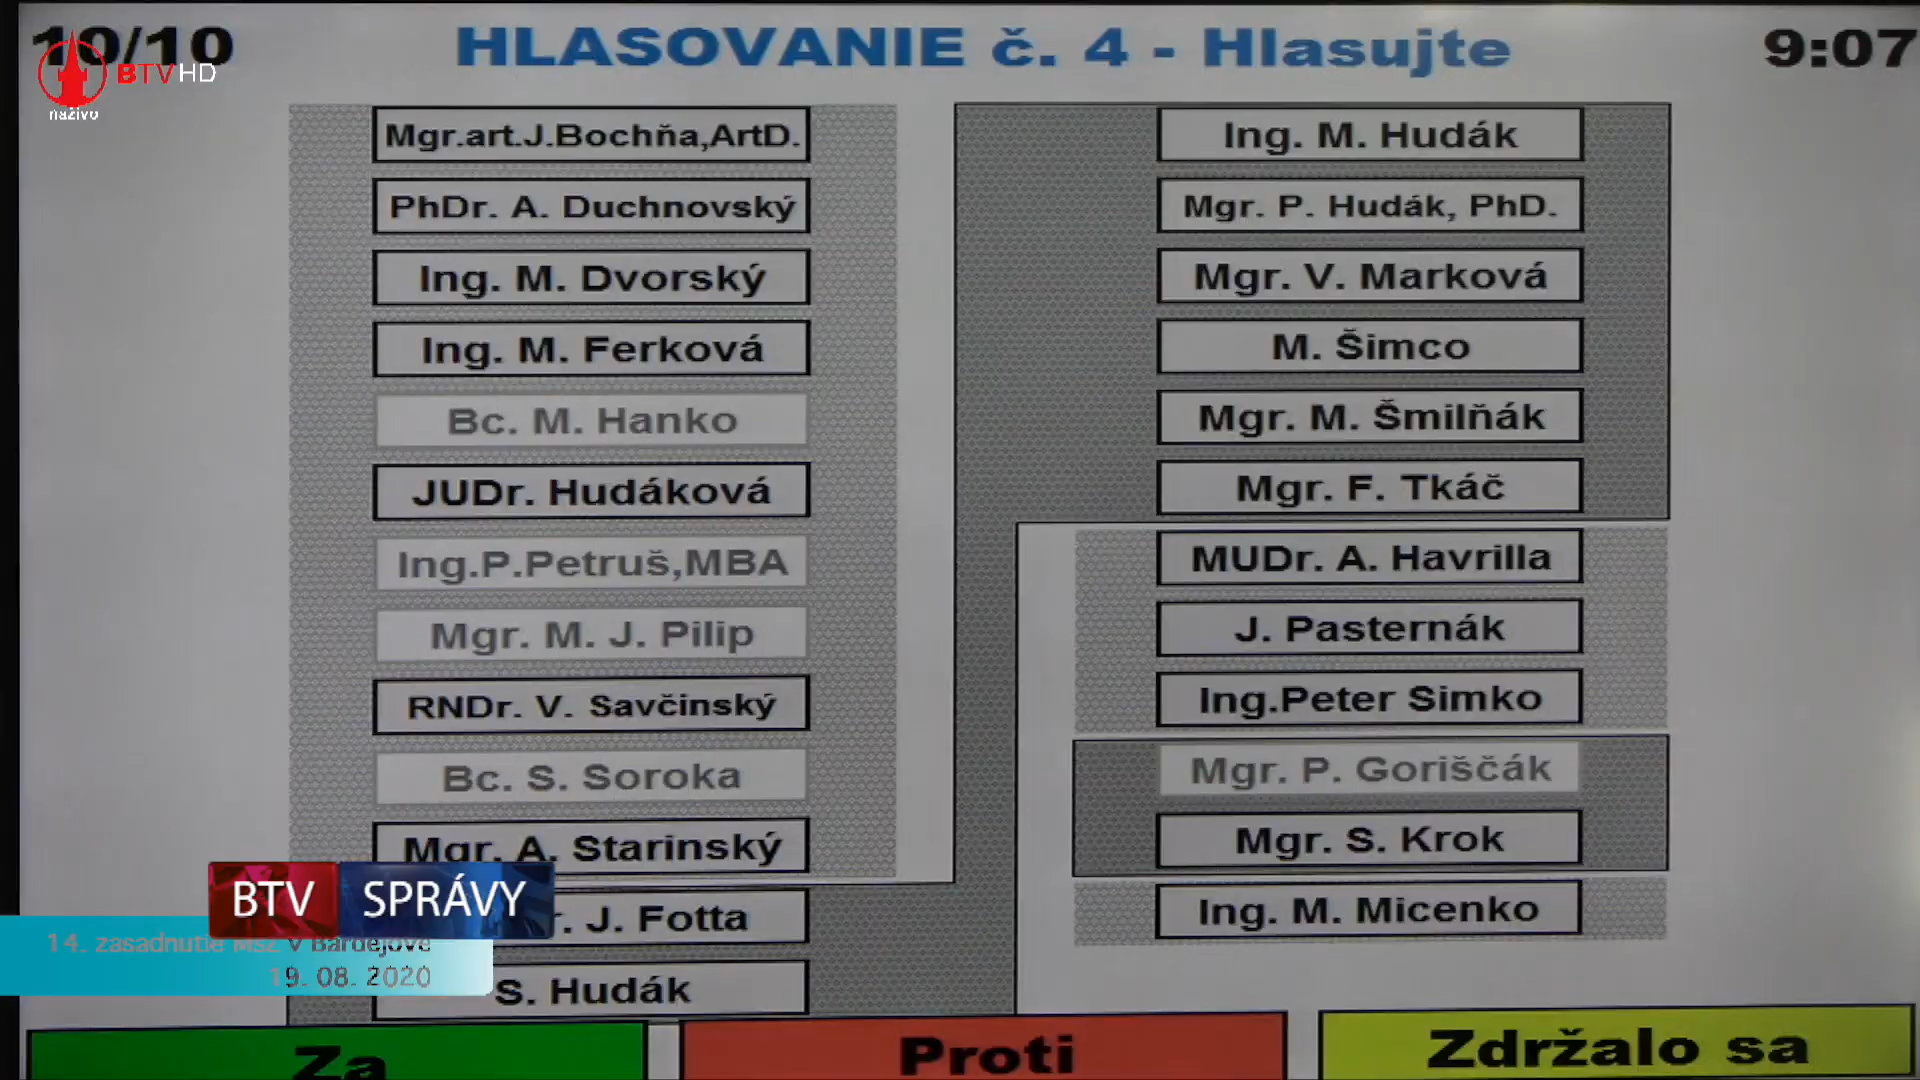 10/10
HLASOVANIE č. 4 - Hlasujte
9:07
BTV HD
naživo
Mgr.art.J.Bochňa,ArtD.
PhDr. A. Duchnovský
Ing. M. Dvorský
Ing. M. Ferková
Bc. M. Hanko
JUDr. Hudáková
Ing.P.Petruš,MBA
Mgr. M. J. Pilip
RNDr. V. Savčinský
Bc. S. Soroka
Mgr. A. Starinský
r. J. Fotta
S. Hudák
Ing. M. Hudák
Mgr. P. Hudák, PhD.
Mgr. V. Marková
M. Šimco
Mgr. M. Šmilňák
Mgr. F. Tkáč
MUDr. A. Havrilla
J. Pasternák
Ing.Peter Simko
Mgr. P. Goriščák
Mgr. S. Krok
Ing. M. Micenko
BTV SPRÁVY
14. zasadnutie MsZ v Bardejove
19. 08. 2020
Za
Proti
Zdržalo sa